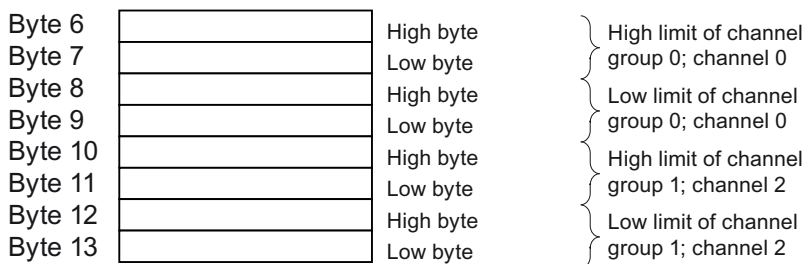 Byte 6 High byte High limit of channel
Byte 7 Low byte group 0; channel 0
Byte 8 High byte Low limit of channel
Byte 9 Low byte group 0; channel 0
Byte 10 High byte High limit of channel
Byte 11 Low byte group 1; channel 2
Byte 12 High byte Low limit of channel
Byte 13 Low byte group 1; channel 2